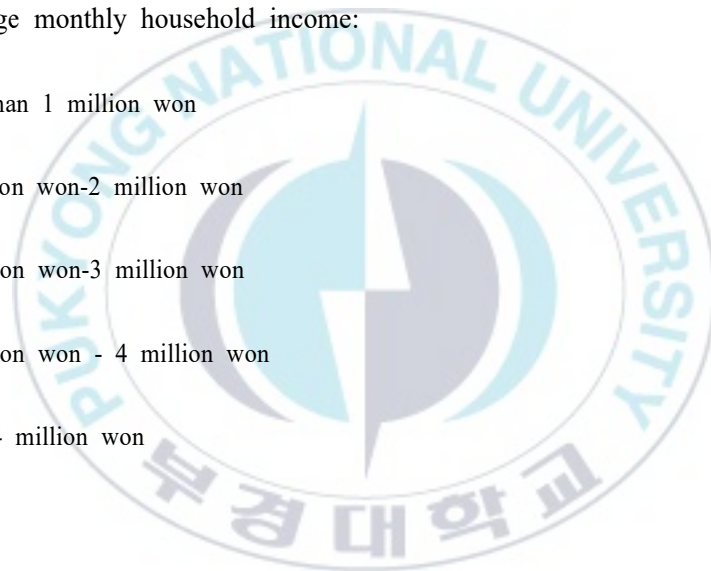 ge monthly household income:
han 1 million won
on won-2 million won
on won-3 million won
on won - 4 million won
million won
PUKYONG NATIONAL UNIVERSITY
부경대학교